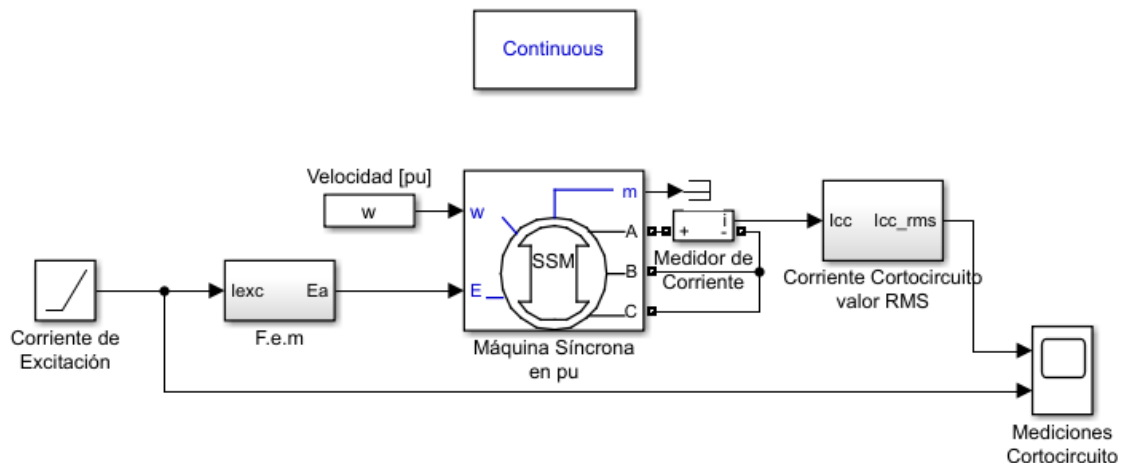 Continuous
Velocidad [pu]
w
w
m
A
B
C
E
SSM
Máquina Síncrona
en pu
i
+
-
Medidor de
Corriente
Icc
Icc_rms
Corriente Cortocircuito
valor RMS
Corriente de
Excitación
Iexc
Ea
F.e.m
Mediciones
Cortocircuito